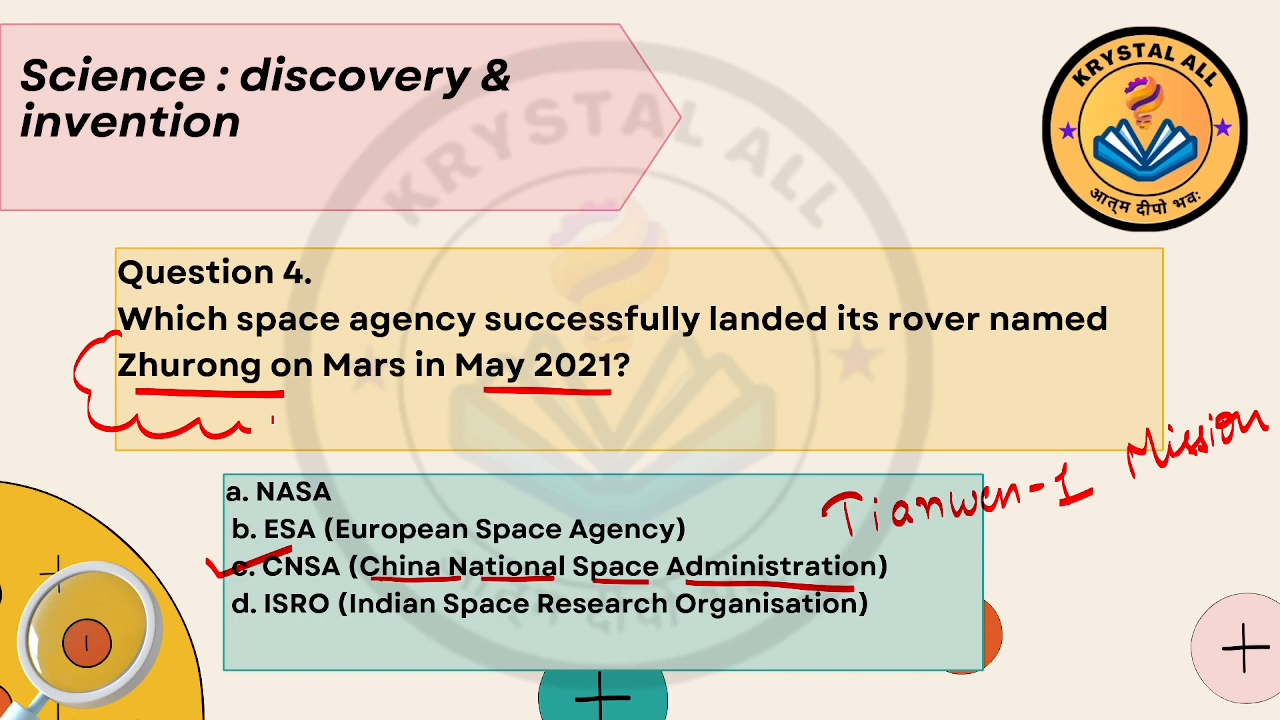 Science : discovery &
invention
KRYSTAL ALL
आत्म दीपो भवः
Question 4.
Which space agency successfully landed its rover named
Zhurong on Mars in May 2021?
a. NASA
b. ESA (European Space Agency)
c. CNSA (China National Space Administration)
d. ISRO (Indian Space Research Organisation)
Tianwen-1 Mission
KRYSTAL ALL